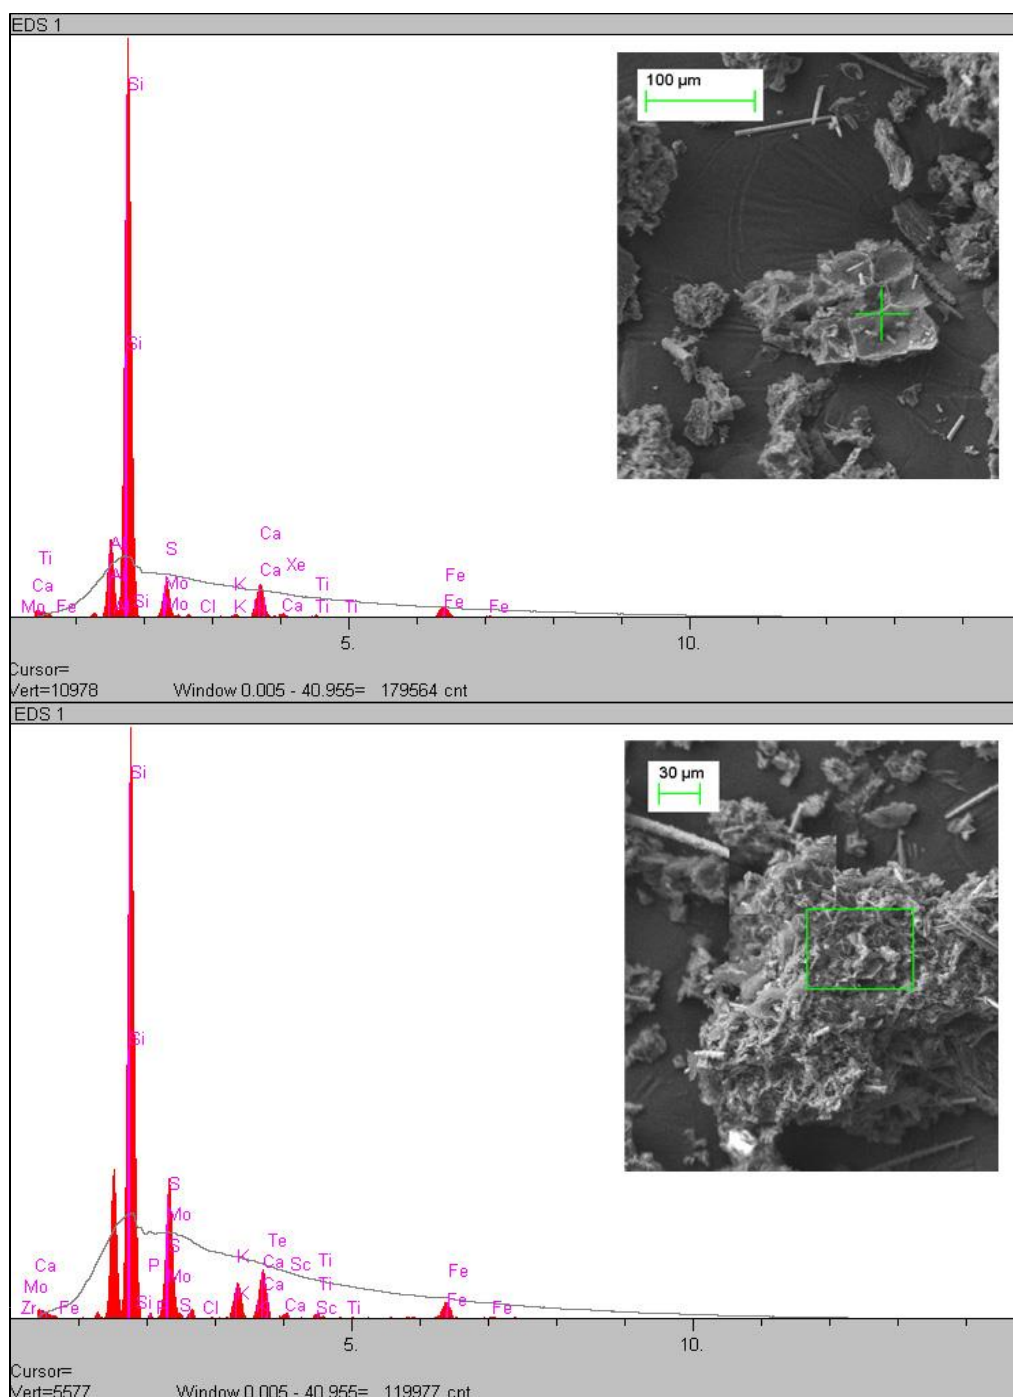 EDS 1
100 µm
Si
Si
A
S
Ca
Ti
Ca
Xe
Ti
Fe
Ca
A
Mo
K
Fe
Mo
Fe
Si
Mo
Cl
K
Ca
Ti
Ti
Fe
5.
10.
Cursor=
Vert=10978 Window 0.005 - 40.955= 179564 cnt
EDS 1
30 µm
Si
Si
S
Mo
Te
S
K
Ca
Sc
Ti
Ca
P
Fe
Mo
Mo
Ca
Ti
K
Fe
Zr
Fe
Si
S
Cl
K
Ca
Sc
Ti
Fe
5.
10.
Cursor=
Vert=5577 Window 0.005 - 40.955= 119977 cnt